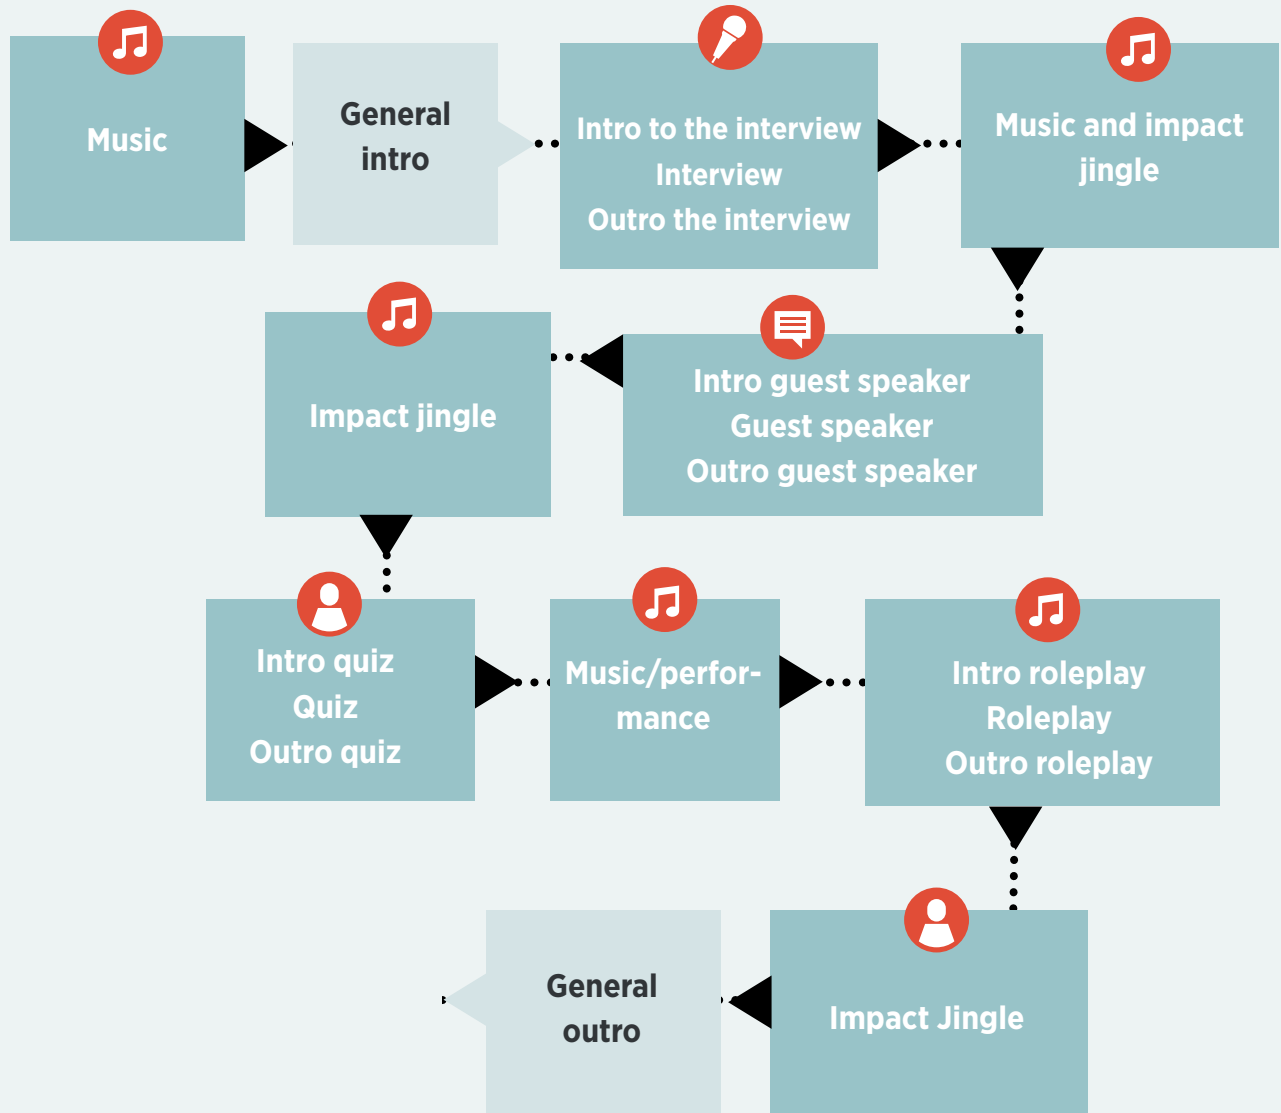 Music
General
intro
Intro to the interview
Interview
Outro the interview
Music and impact
jingle
Intro guest speaker
Guest speaker
Outro guest speaker
Impact jingle
Intro quiz
Quiz
Outro quiz
Music/perfor-
mance
Intro roleplay
Roleplay
Outro roleplay
Impact Jingle
General
outro